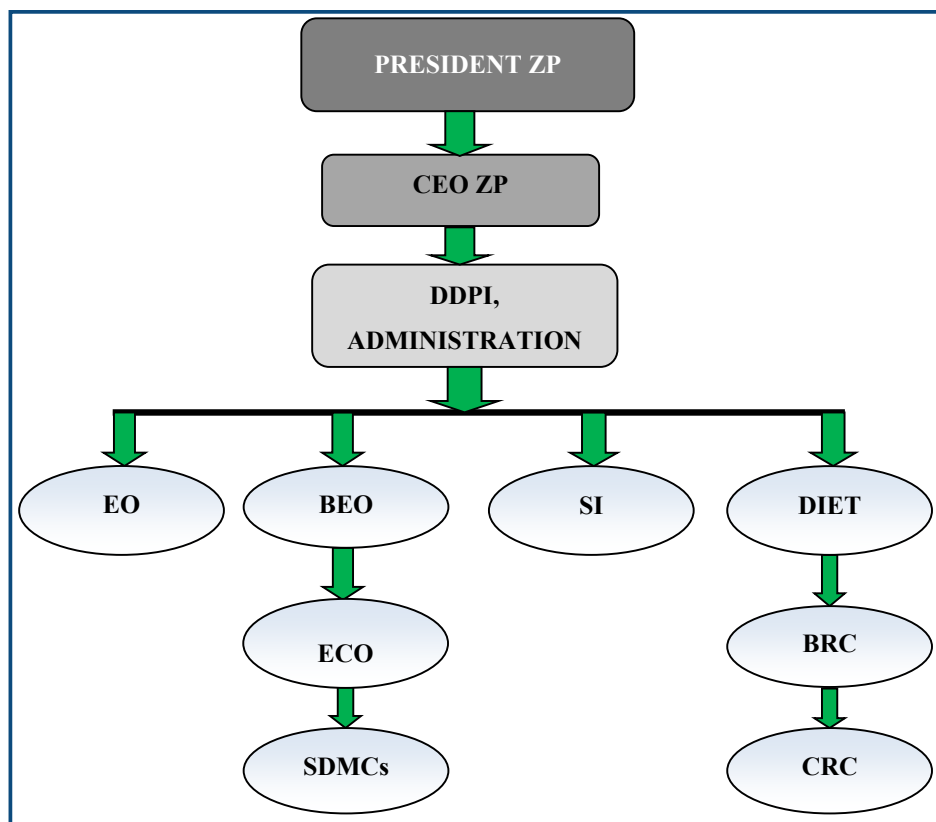 PRESIDENT ZP
CEO ZP
DDPI,
ADMINISTRATION
EO
BEO
SI
DIET
ECO
BRC
SDMCs
CRC